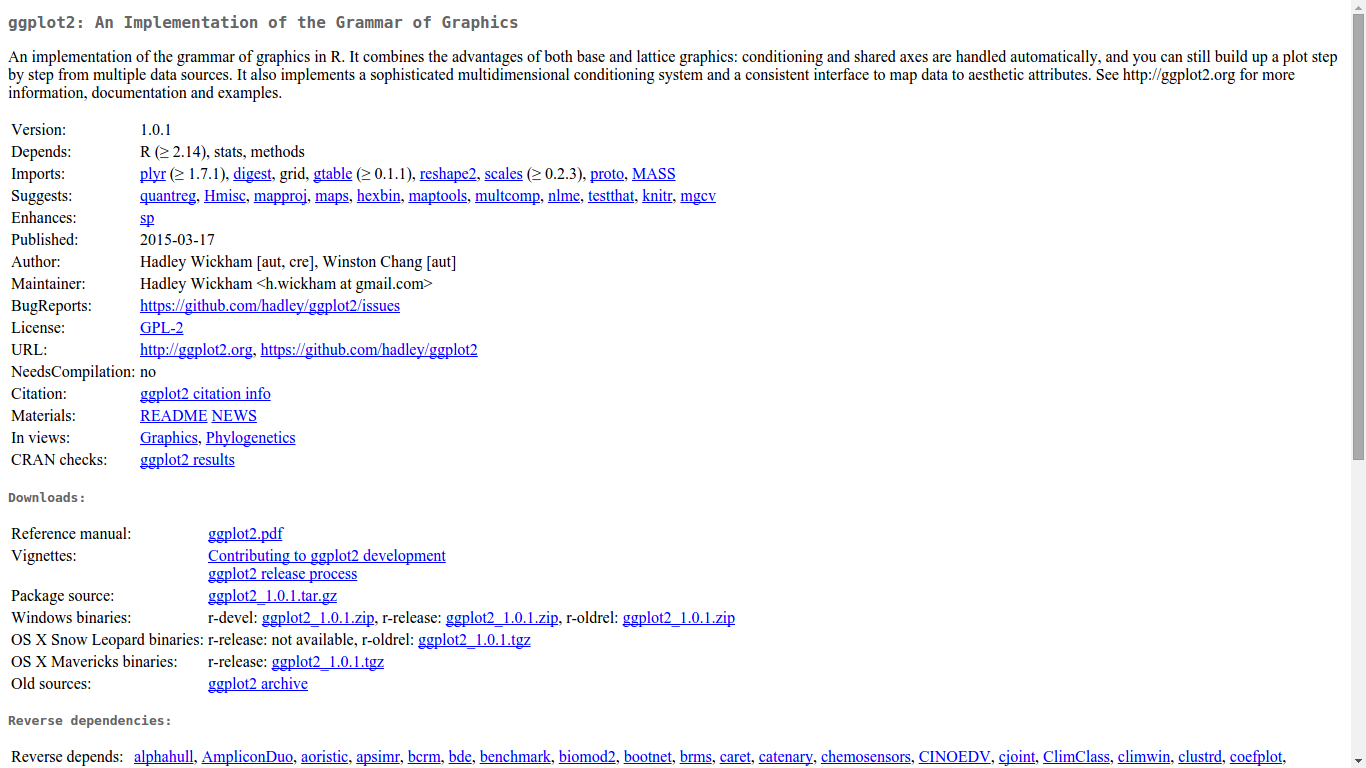 ggplot2: An Implementation of the Grammar of Graphics
An implementation of the grammar of graphics in R. It combines the advantages of both base and lattice graphics: conditioning and shared axes are handled automatically, and you can still build up a plot step
by step from multiple data sources. It also implements a sophisticated multidimensional conditioning system and a consistent interface to map data to aesthetic attributes. See http://ggplot2.org for more
information, documentation and examples.
Version: 1.0.1
Depends: R (≥ 2.14), stats, methods
Imports: plyr (≥ 1.7.1), digest, grid, gtable (≥ 0.1.1), reshape2, scales (≥ 0.2.3), proto, MASS
Suggests: quantreg, Hmisc, mapproj, maps, hexbin, maptools, multcomp, nlme, testthat, knitr, mgcv
Enhances: sp
Published: 2015-03-17
Author: Hadley Wickham [aut, cre], Winston Chang [aut]
Maintainer: Hadley Wickham <h.wickham at gmail.com>
BugReports: https://github.com/hadley/ggplot2/issues
License: GPL-2
URL: http://ggplot2.org, https://github.com/hadley/ggplot2
NeedsCompilation: no
Citation: ggplot2 citation info
Materials: README NEWS
In views: Graphics, Phylogenetics
CRAN checks: ggplot2 results
Downloads:
Reference manual: ggplot2.pdf
Vignettes: Contributing to ggplot2 development
ggplot2 release process
Package source: ggplot2_1.0.1.tar.gz
Windows binaries: r-devel: ggplot2_1.0.1.zip, r-release: ggplot2_1.0.1.zip, r-oldrel: ggplot2_1.0.1.zip
OS X Snow Leopard binaries: r-release: not available, r-oldrel: ggplot2_1.0.1.tgz
OS X Mavericks binaries: r-release: ggplot2_1.0.1.tgz
Old sources: ggplot2 archive
Reverse dependencies:
Reverse depends: alphahull, AmpliconDuo, aoristic, apsimr, bcrm, bde, benchmark, biomod2, bootnet, brms, caret, catenary, chemosensors, CINOEDV, cjoint, ClimClass, climwin, clustrd, coefplot,